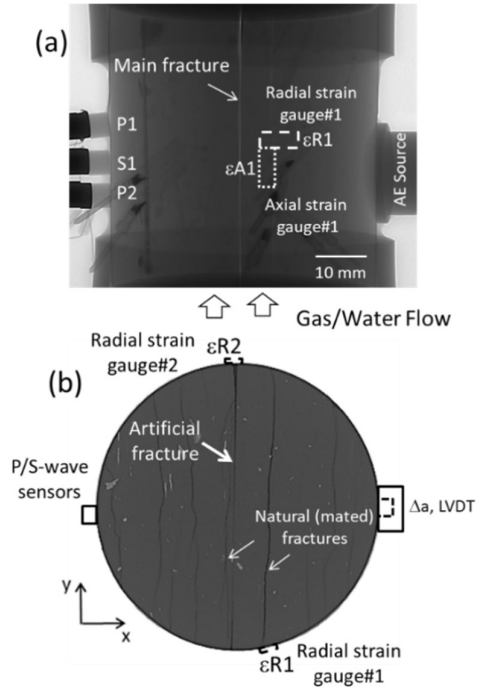 (a)
Main fracture
Radial strain
gauge#1
P1
S1
P2
εR1
εA1
AE Source
Axial strain
gauge#1
10 mm
Gas/Water Flow
Radial strain
gauge#2
εR2
(b)
Artificial
fracture
P/S-wave
sensors
Δa, LVDT
Natural (mated)
fractures
y
x
εR1
Radial strain
gauge#1